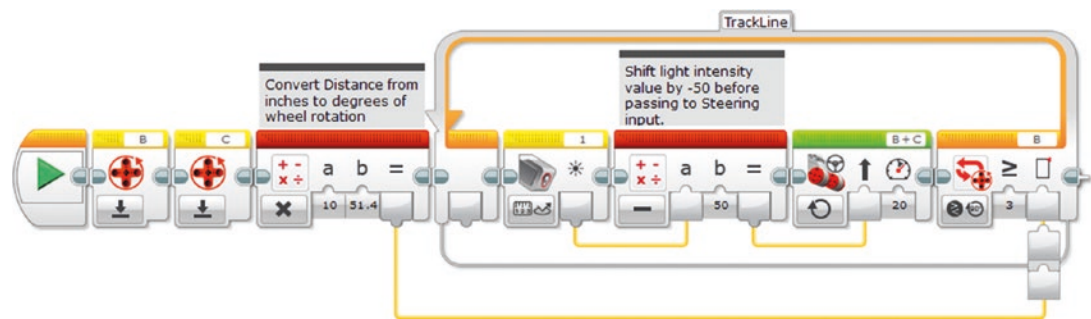 TrackLine
Convert Distance from
inches to degrees of
wheel rotation
Shift light intensity
value by -50 before
passing to Steering
input.
B
C
1
B + C
B
a b =
a b =
≥
10 51.4
50
20
3